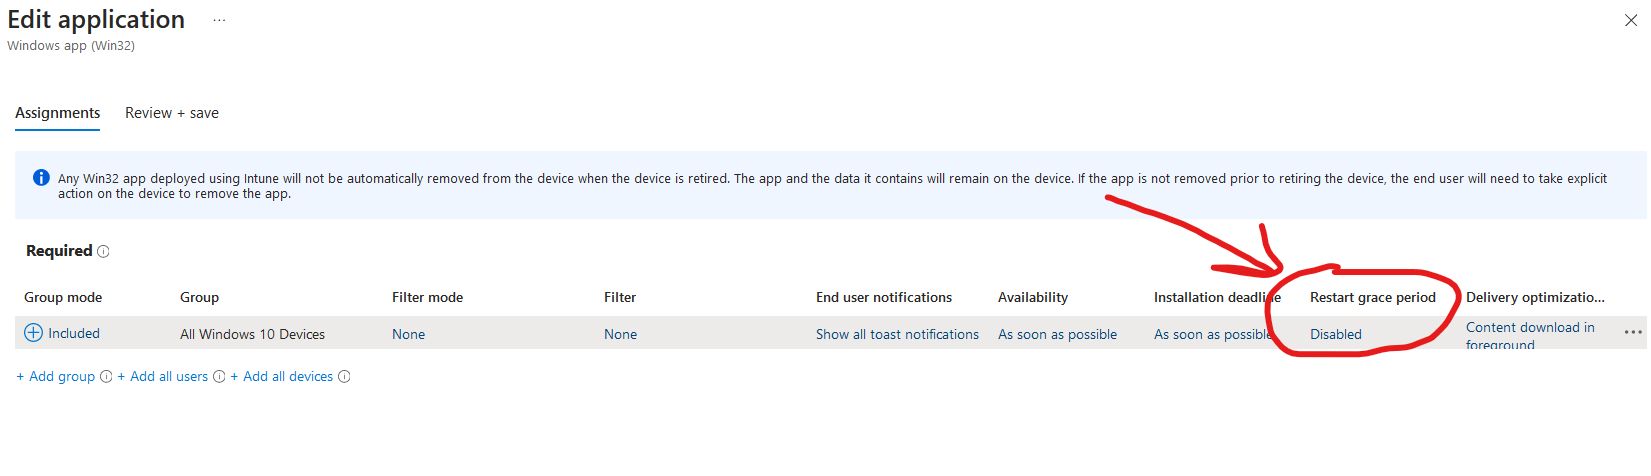 Edit application ...
Windows app (Win32)
Assignments Review + save
Any Win32 app deployed using Intune will not be automatically removed from the device when the device is retired. The app and the data it contains will remain on the device. If the app is not removed prior to retiring the device, the end user will need to take explicit
action on the device to remove the app.
Required
Group mode Group Filter mode Filter End user notifications Availability Installation deadline Restart grace period Delivery optimizatio...
Included All Windows 10 Devices None None Show all toast notifications As soon as possible As soon as possible Disabled Content download in
foreground
+ Add group + Add all users + Add all devices